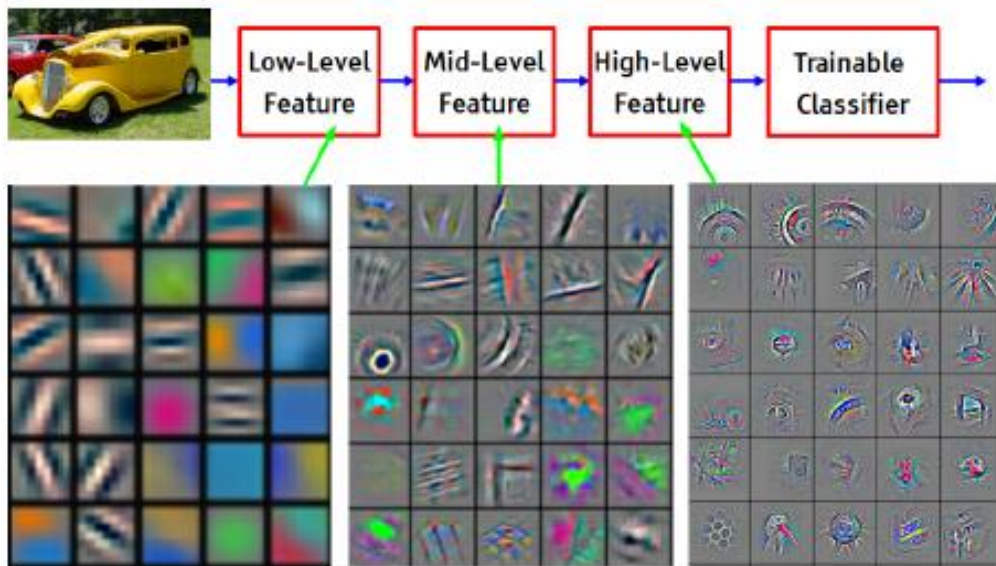 Low-Level
Feature
Mid-Level
Feature
High-Level
Feature
Trainable
Classifier